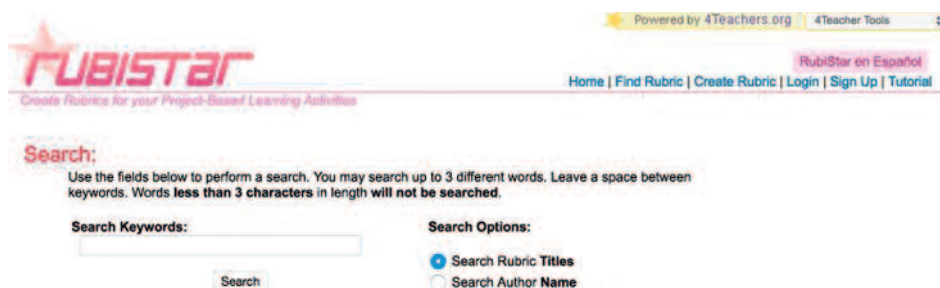 Powered by 4Teachers.org
4Teacher Tools
RUBISTAR
RubiStar en Español
Home | Find Rubric | Create Rubric | Login | Sign Up | Tutorial
Create Rubrics for your Project-Based Learning Activities
Search:
Use the fields below to perform a search. You may search up to 3 different words. Leave a space between
keywords. Words less than 3 characters in length will not be searched.
Search Keywords:
Search Options:
Search Rubric Titles
Search
Search Author Name